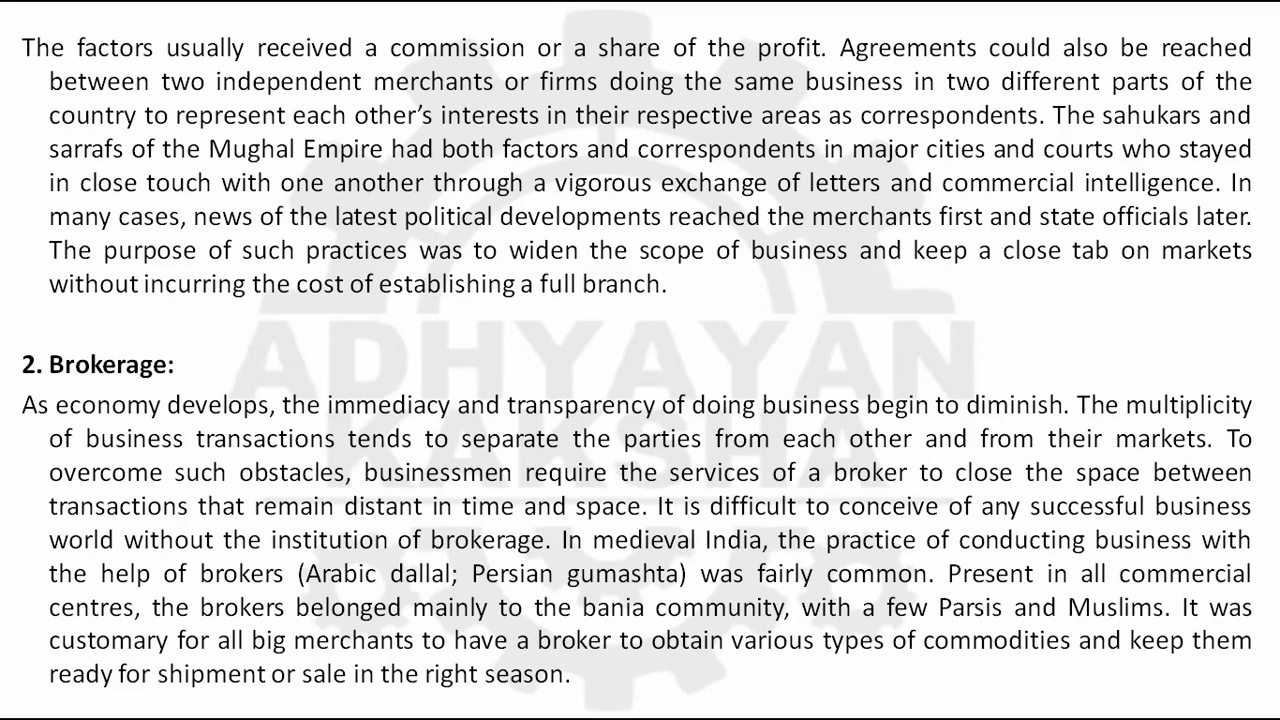 The factors usually received a commission or a share of the profit. Agreements could also be reached
between two independent merchants or firms doing the same business in two different parts of the
country to represent each other’s interests in their respective areas as correspondents. The sahukars and
sarrafs of the Mughal Empire had both factors and correspondents in major cities and courts who stayed
in close touch with one another through a vigorous exchange of letters and commercial intelligence. In
many cases, news of the latest political developments reached the merchants first and state officials later.
The purpose of such practices was to widen the scope of business and keep a close tab on markets
without incurring the cost of establishing a full branch.
ADHYAYAN
KAKSHA
2. Brokerage:
As economy develops, the immediacy and transparency of doing business begin to diminish. The multiplicity
of business transactions tends to separate the parties from each other and from their markets. To
overcome such obstacles, businessmen require the services of a broker to close the space between
transactions that remain distant in time and space. It is difficult to conceive of any successful business
world without the institution of brokerage. In medieval India, the practice of conducting business with
the help of brokers (Arabic dallal; Persian gumashta) was fairly common. Present in all commercial
centres, the brokers belonged mainly to the bania community, with a few Parsis and Muslims. It was
customary for all big merchants to have a broker to obtain various types of commodities and keep them
ready for shipment or sale in the right season.